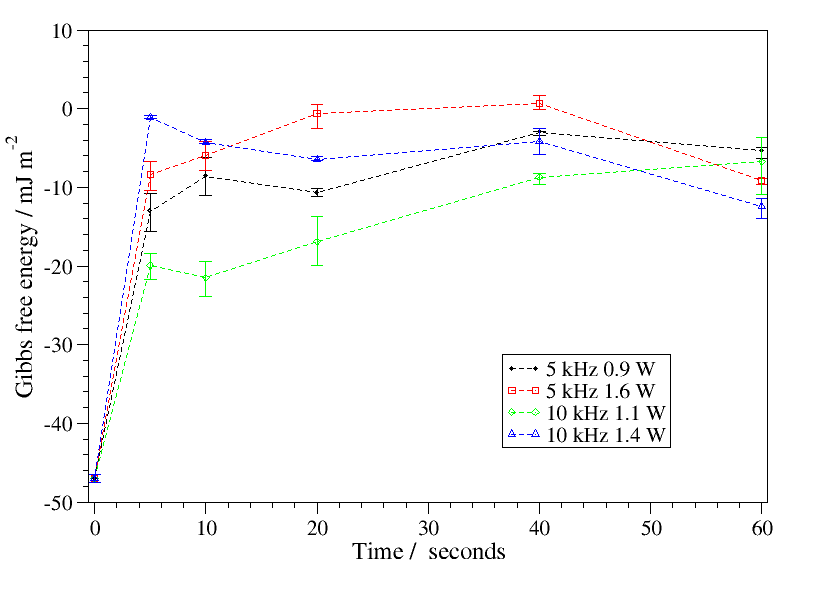 10
0
-10
-20
-30
-40
-50
Gibbs free energy / mJ m-2
5 kHz 0.9 W
5 kHz 1.6 W
10 kHz 1.1 W
10 kHz 1.4 W
0 10 20 30 40 50 60
Time / seconds